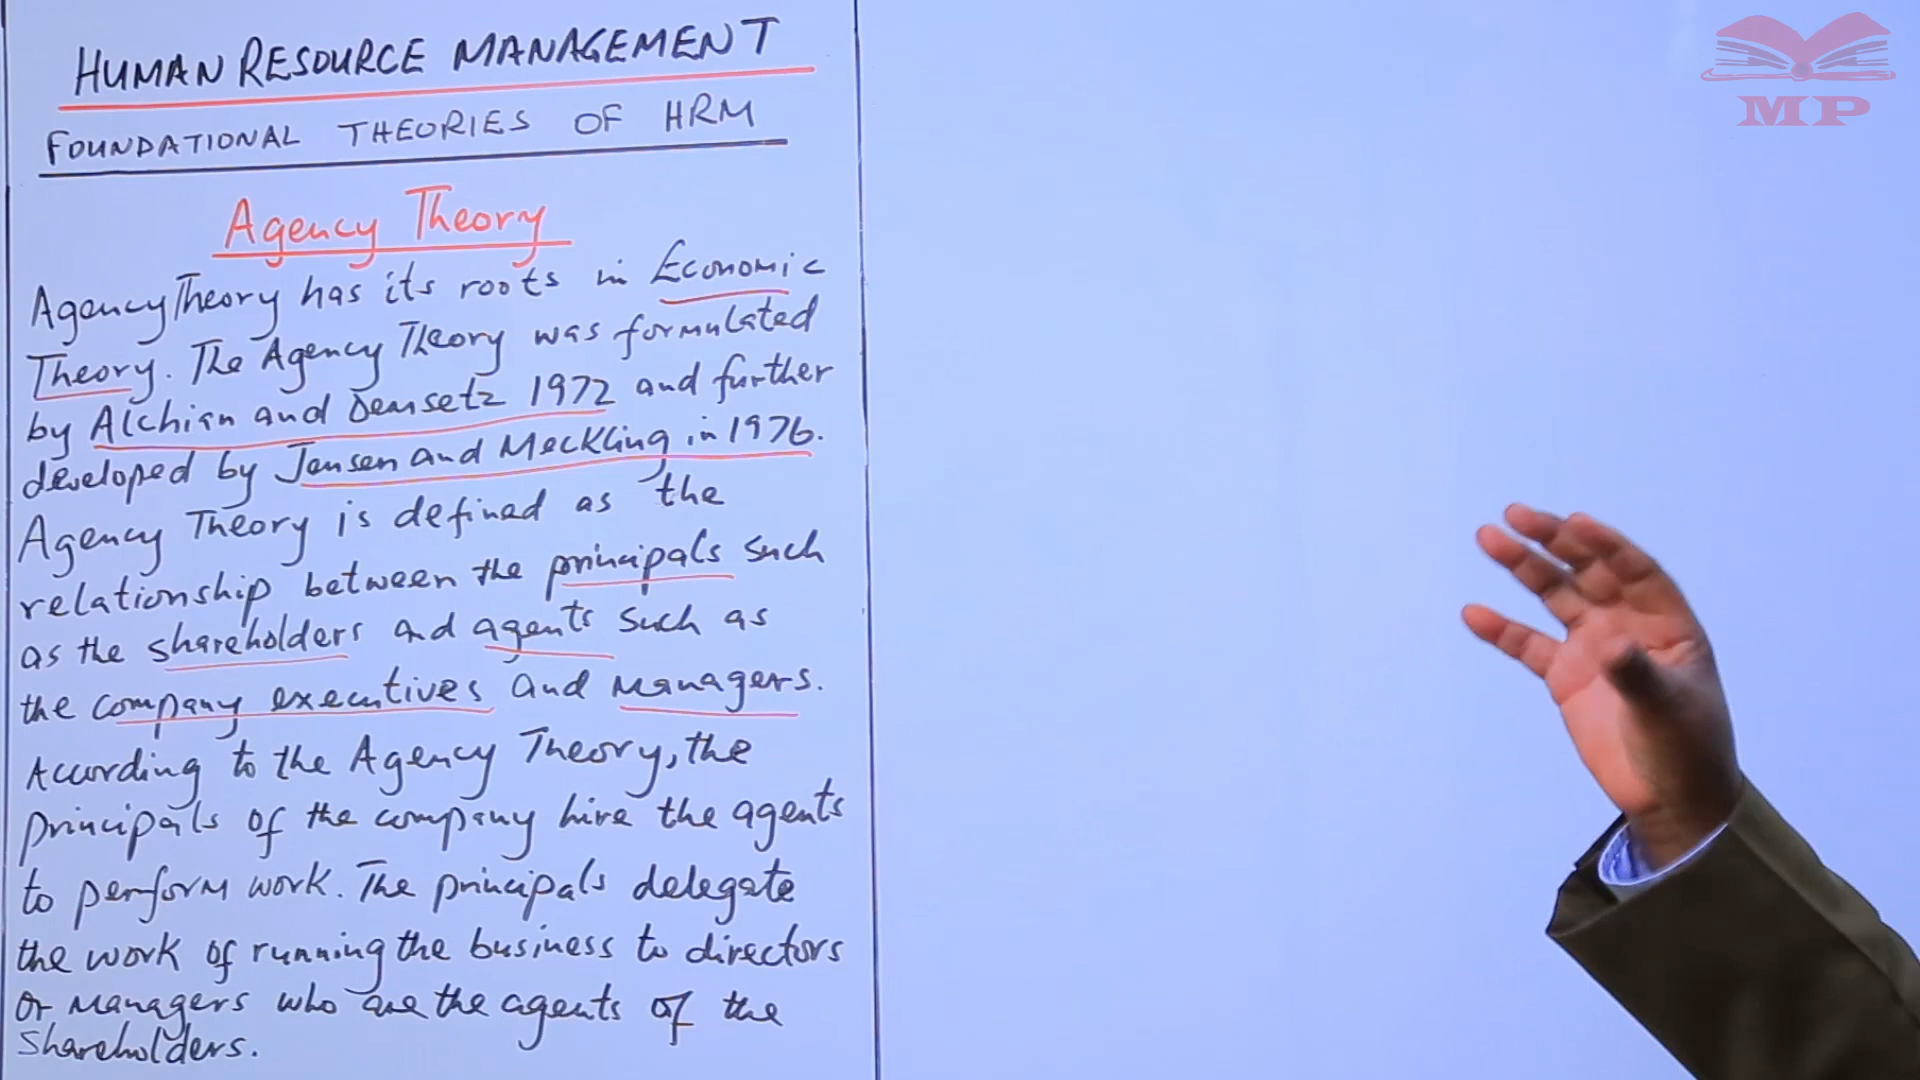 HUMAN RESOURCE MANAGEMENT
FOUNDATIONAL THEORIES OF HRM
Agency Theory
Agency Theory has its roots in Economic
Theory. The Agency Theory was formulated
by Alchian and Demsetz 1972 and further
developed by Jensen and Meckling in 1976.
Agency Theory is defined as the
relationship between the principals such
as the shareholders and agents such as
the company executives and managers.
According to the Agency Theory, the
principals of the company hire the agents
to perform work. The principals delegate
the work of running the business to directors
or managers who are the agents of the
shareholders.
MP